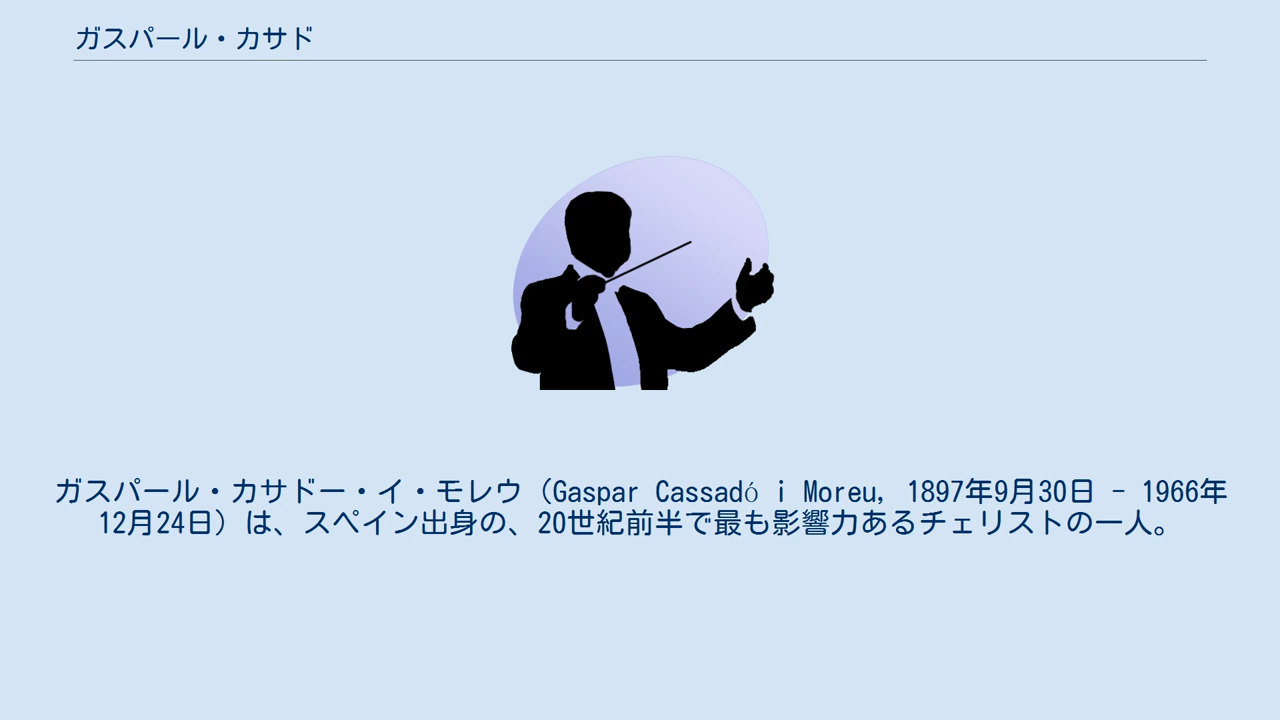 ガスパール・カサド
ガスパール・カサドー・イ・モレウ（Gaspar Cassadó i Moreu, 1897年9月30日 - 1966年
12月24日）は、スペイン出身の、20世紀前半で最も影響力あるチェリストの一人。